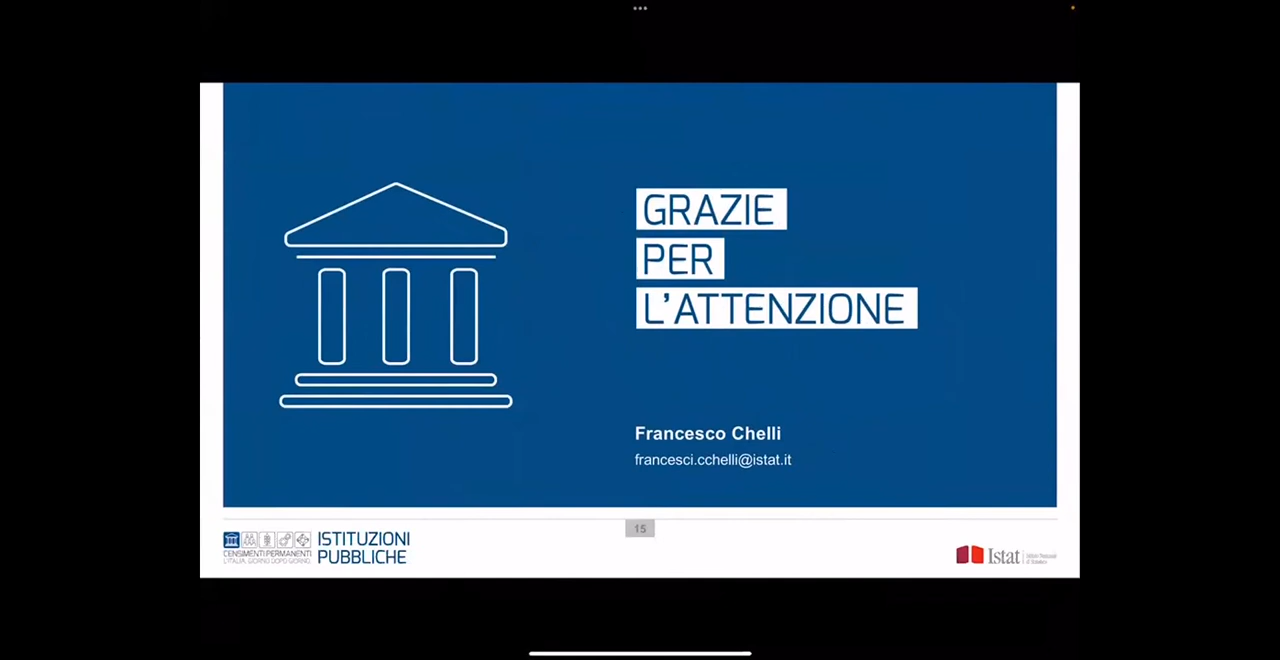 GRAZIE
PER
L’ATTENZIONE
Francesco Chelli
francesci.cchelli@istat.it
15
CENSIMENTI PERMANENTI
L'ITALIA, GIORNO DOPO GIORNO.
ISTITUZIONI
PUBBLICHE
Istat